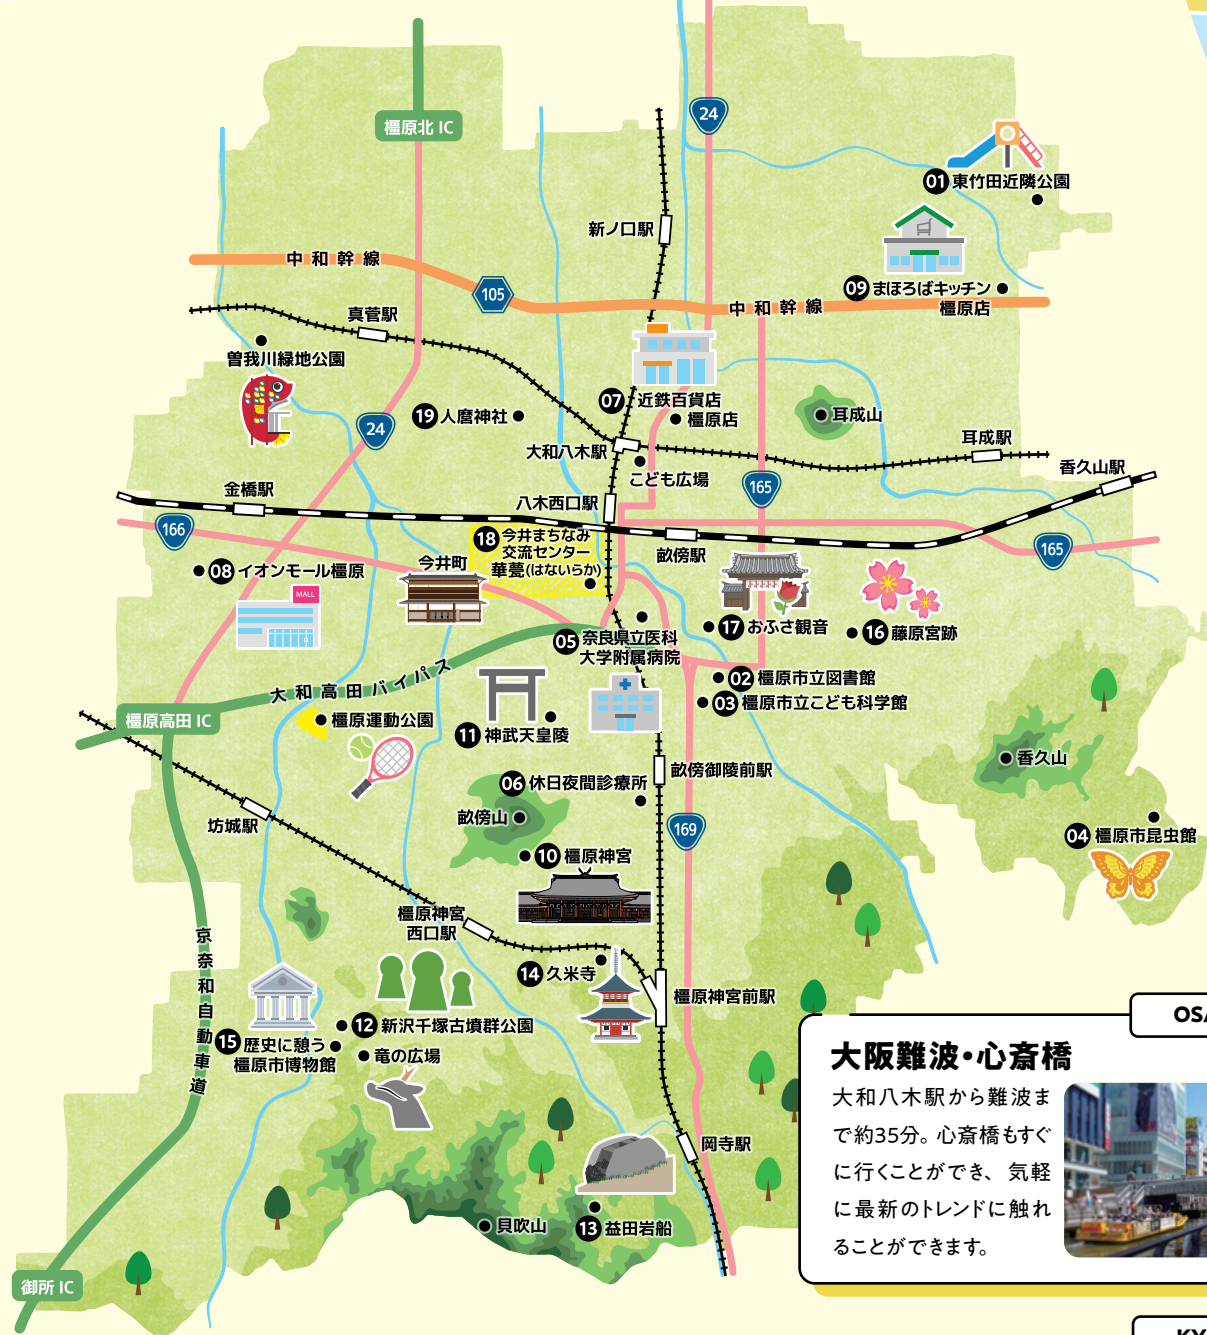 橿原北 IC
24
01 東竹田近隣公園
新ノ口駅
中和幹線
105
09 まほろばキッチン
橿原店
中和幹線
真菅駅
曽我川緑地公園
07 近鉄百貨店
橿原店
耳成山
24
19 人麿神社
大和八木駅
こども広場
耳成駅
香久山駅
165
金橋駅
八木西口駅
166
18 今井まちなみ
交流センター
華甍(はないらか)
畝傍駅
165
08 イオンモール橿原
MALL
今井町
05 奈良県立医科
大学附属病院
17 おふさ観音
16 藤原宮跡
大和高田バイパス
02 橿原市立図書館
03 橿原市立こども科学館
橿原高田 IC
橿原運動公園
11 神武天皇陵
畝傍御陵前駅
香久山
06 休日夜間診療所
坊城駅
畝傍山
169
04 橿原市昆虫館
10 橿原神宮
橿原神宮
西口駅
京奈和自動車道
14 久米寺
橿原神宮前駅
12 新沢千塚古墳群公園
15 歴史に憩う
橿原市博物館
竜の広場
岡寺駅
貝吹山
13 益田岩船
御所 IC
OSA
大阪難波・心斎橋
大和八木駅から難波ま
で約35分。心斎橋もすぐ
に行くことができ、気軽
に最新のトレンドに触れ
ることができます。